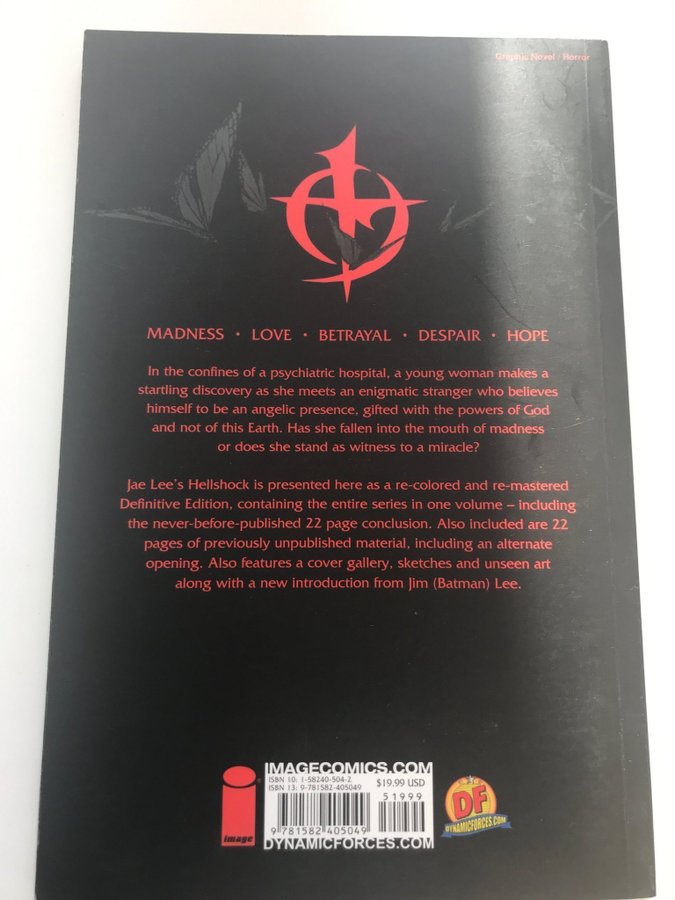 Graphic Novel / Horror
MADNESS • LOVE • BETRAYAL • DESPAIR • HOPE
In the confines of a psychiatric hospital, a young woman makes a
startling discovery as she meets an enigmatic stranger who believes
himself to be an angelic presence, gifted with the powers of God
and not of this Earth. Has she fallen into the mouth of madness
or does she stand as witness to a miracle?
Jae Lee's Hellshock is presented here as a re-colored and re-mastered
Definitive Edition, containing the entire series in one volume – including
the never-before-published 22 page conclusion. Also included are 22
pages of previously unpublished material, including an alternate
opening. Also features a cover gallery, sketches and unseen art
along with a new introduction from Jim (Batman) Lee.
IMAGECOMICS.COM
ISBN 10: 1-58240-504-2
ISBN 13: 9-781582-405049
$19.99 USD
51999
9 781582 405049
DYNAMICFORCES.COM
image
DF
DYNAMICFORCES.COM